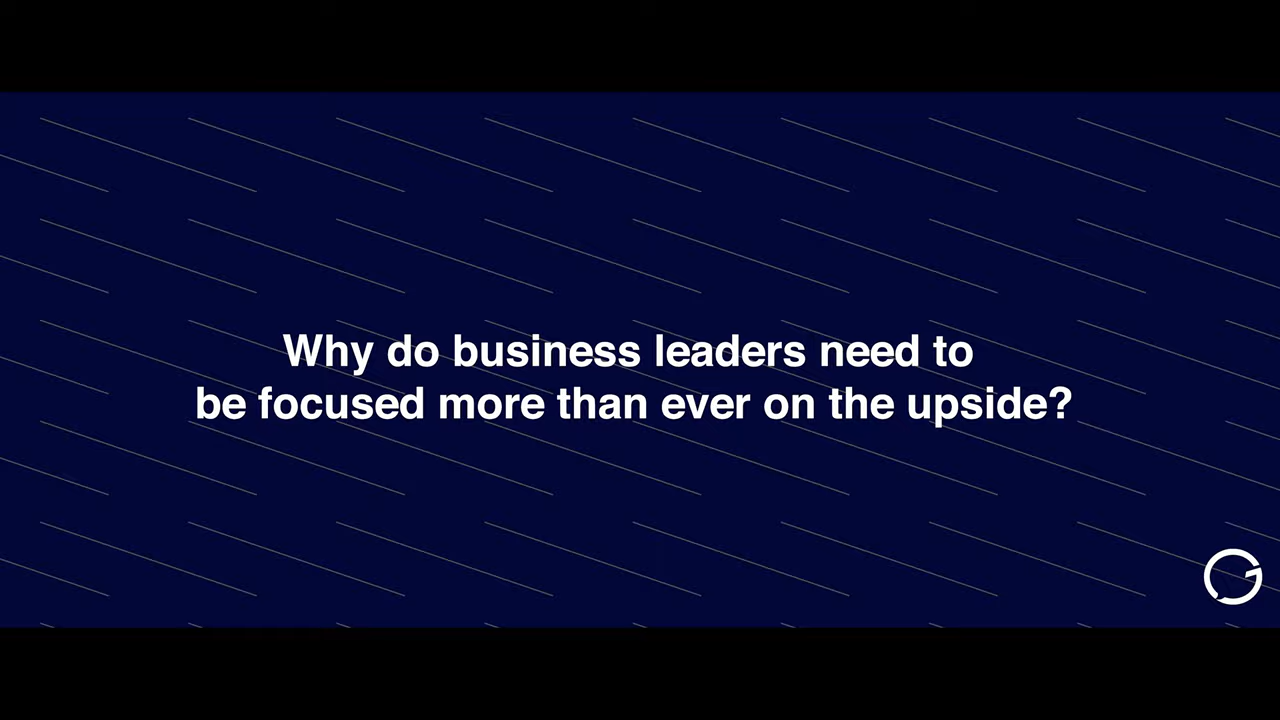 Why do business leaders need to
be focused more than ever on the upside?